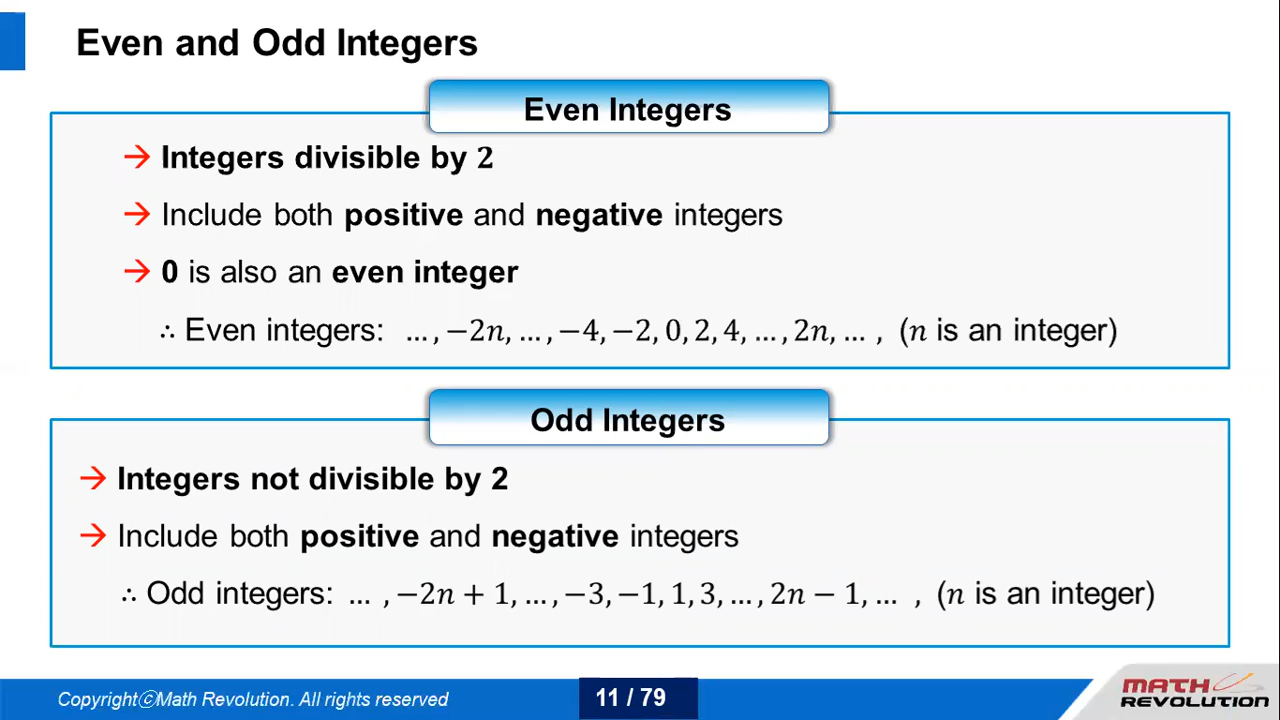 Even and Odd Integers
Even Integers
→ Integers divisible by 2
→ Include both positive and negative integers
→ 0 is also an even integer
∴ Even integers: ... , −2n, ... , −4, −2, 0, 2, 4, ... , 2n, ... , (n is an integer)
Odd Integers
→ Integers not divisible by 2
→ Include both positive and negative integers
∴ Odd integers: ... , −2n + 1, ... , −3, −1, 1, 3, ... , 2n − 1, ... , (n is an integer)
CopyrightⓒMath Revolution. All rights reserved
11 / 79
MATH
REVOLUTION